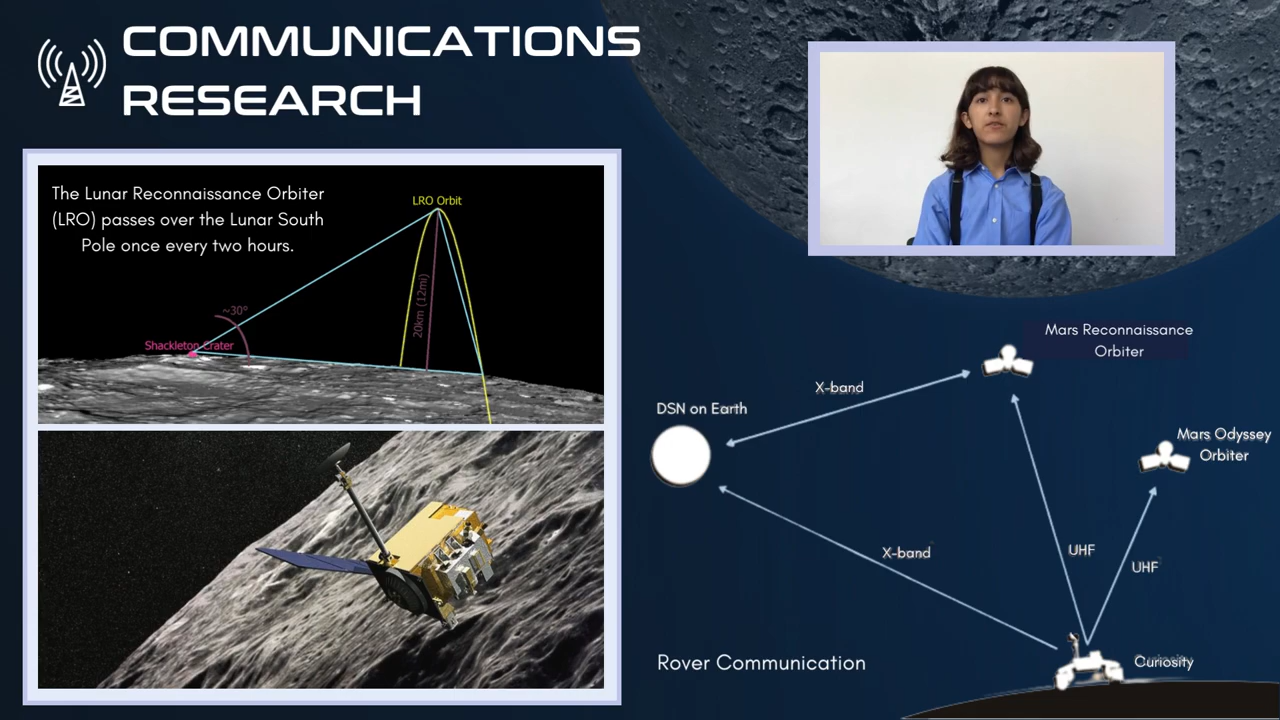 COMMUNICATIONS
RESEARCH
The Lunar Reconnaissance Orbiter
(LRO) passes over the Lunar South
Pole once every two hours.
LRO Orbit
20km (12mi)
~30°
Shackleton Crater
Mars Reconnaissance
Orbiter
X-band
DSN on Earth
Mars Odyssey
Orbiter
X-band
UHF
UHF
Rover Communication
Curiosity